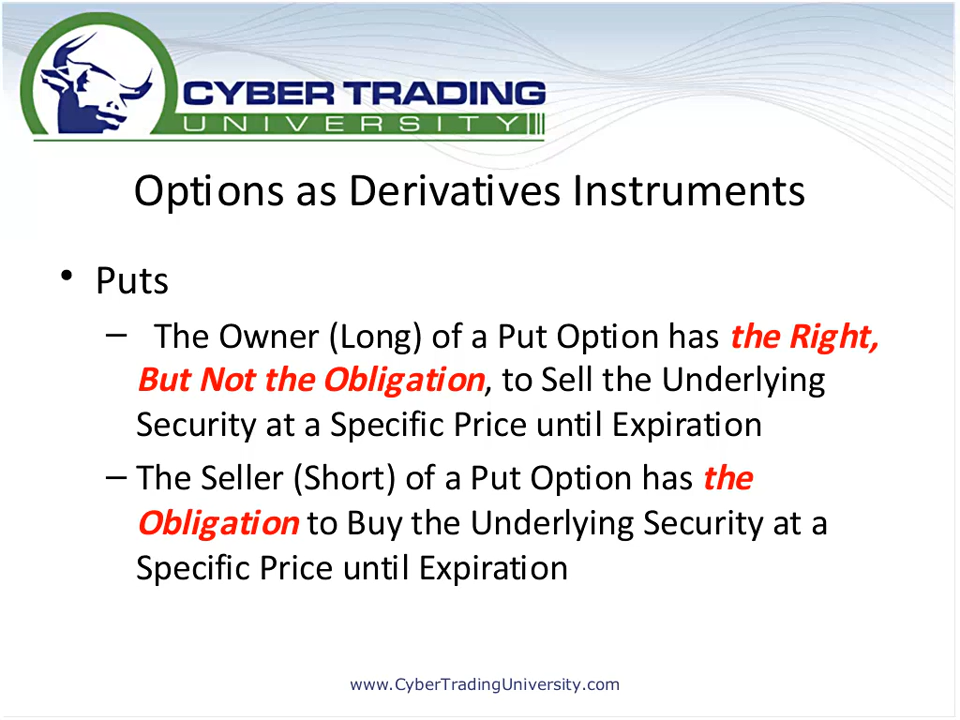 CYBER TRADING
UNIVERSITY
Options as Derivatives Instruments
• Puts
– The Owner (Long) of a Put Option has the Right,
But Not the Obligation, to Sell the Underlying
Security at a Specific Price until Expiration
– The Seller (Short) of a Put Option has the
Obligation to Buy the Underlying Security at a
Specific Price until Expiration
www.CyberTradingUniversity.com